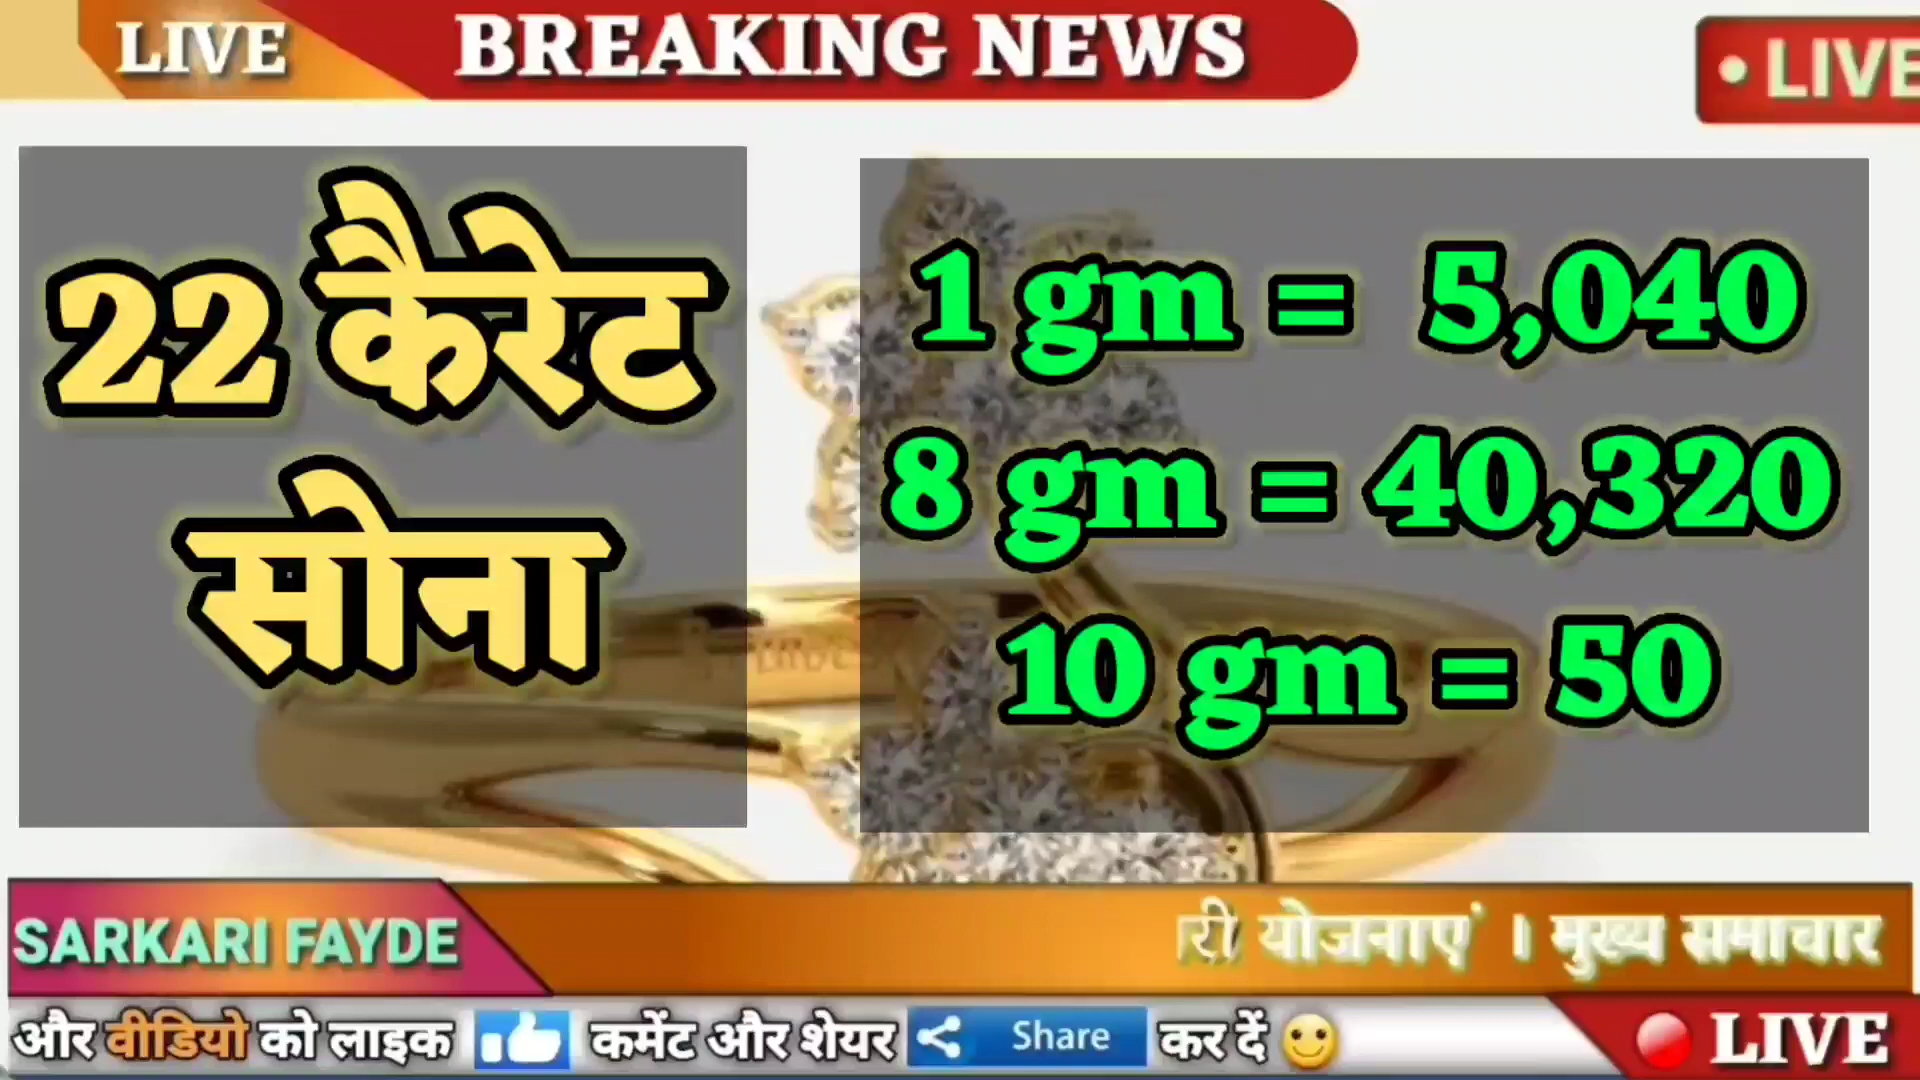 LIVE
BREAKING NEWS
• LIVE
22 कैरेट
सोना
1 gm = 5,040
8 gm = 40,320
10 gm = 50
SARKARI FAYDE
री योजनाएं । मुख्य समाचार
और वीडियो को लाइक कमेंट और शेयर Share कर दें
LIVE